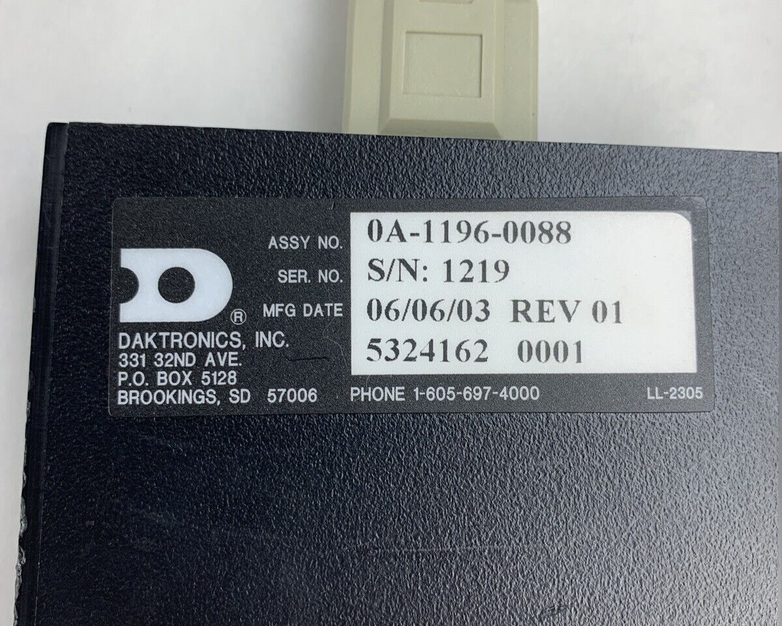 ASSY NO. 0A-1196-0088
SER. NO. S/N: 1219
MFG DATE 06/06/03 REV 01
5324162 0001
®
DAKTRONICS, INC.
331 32ND AVE.
P.O. BOX 5128
BROOKINGS, SD 57006 PHONE 1-605-697-4000 LL-2305